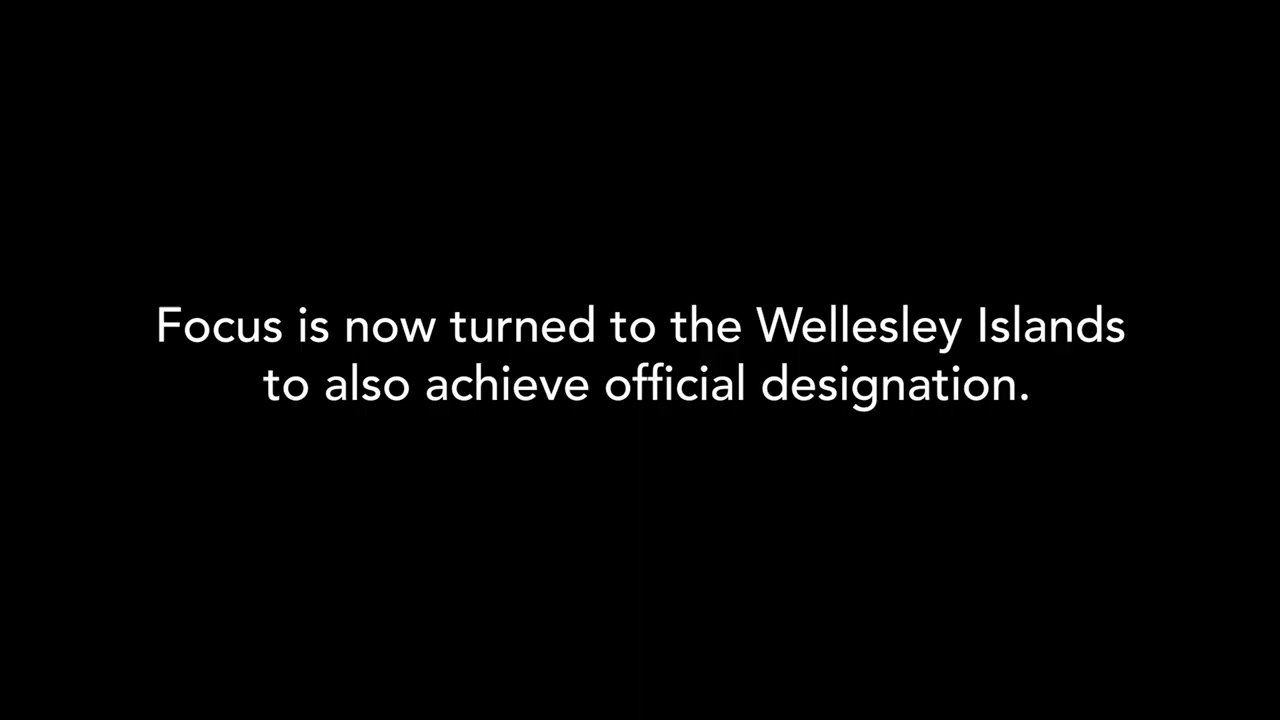 Focus is now turned to the Wellesley Islands
to also achieve official designation.